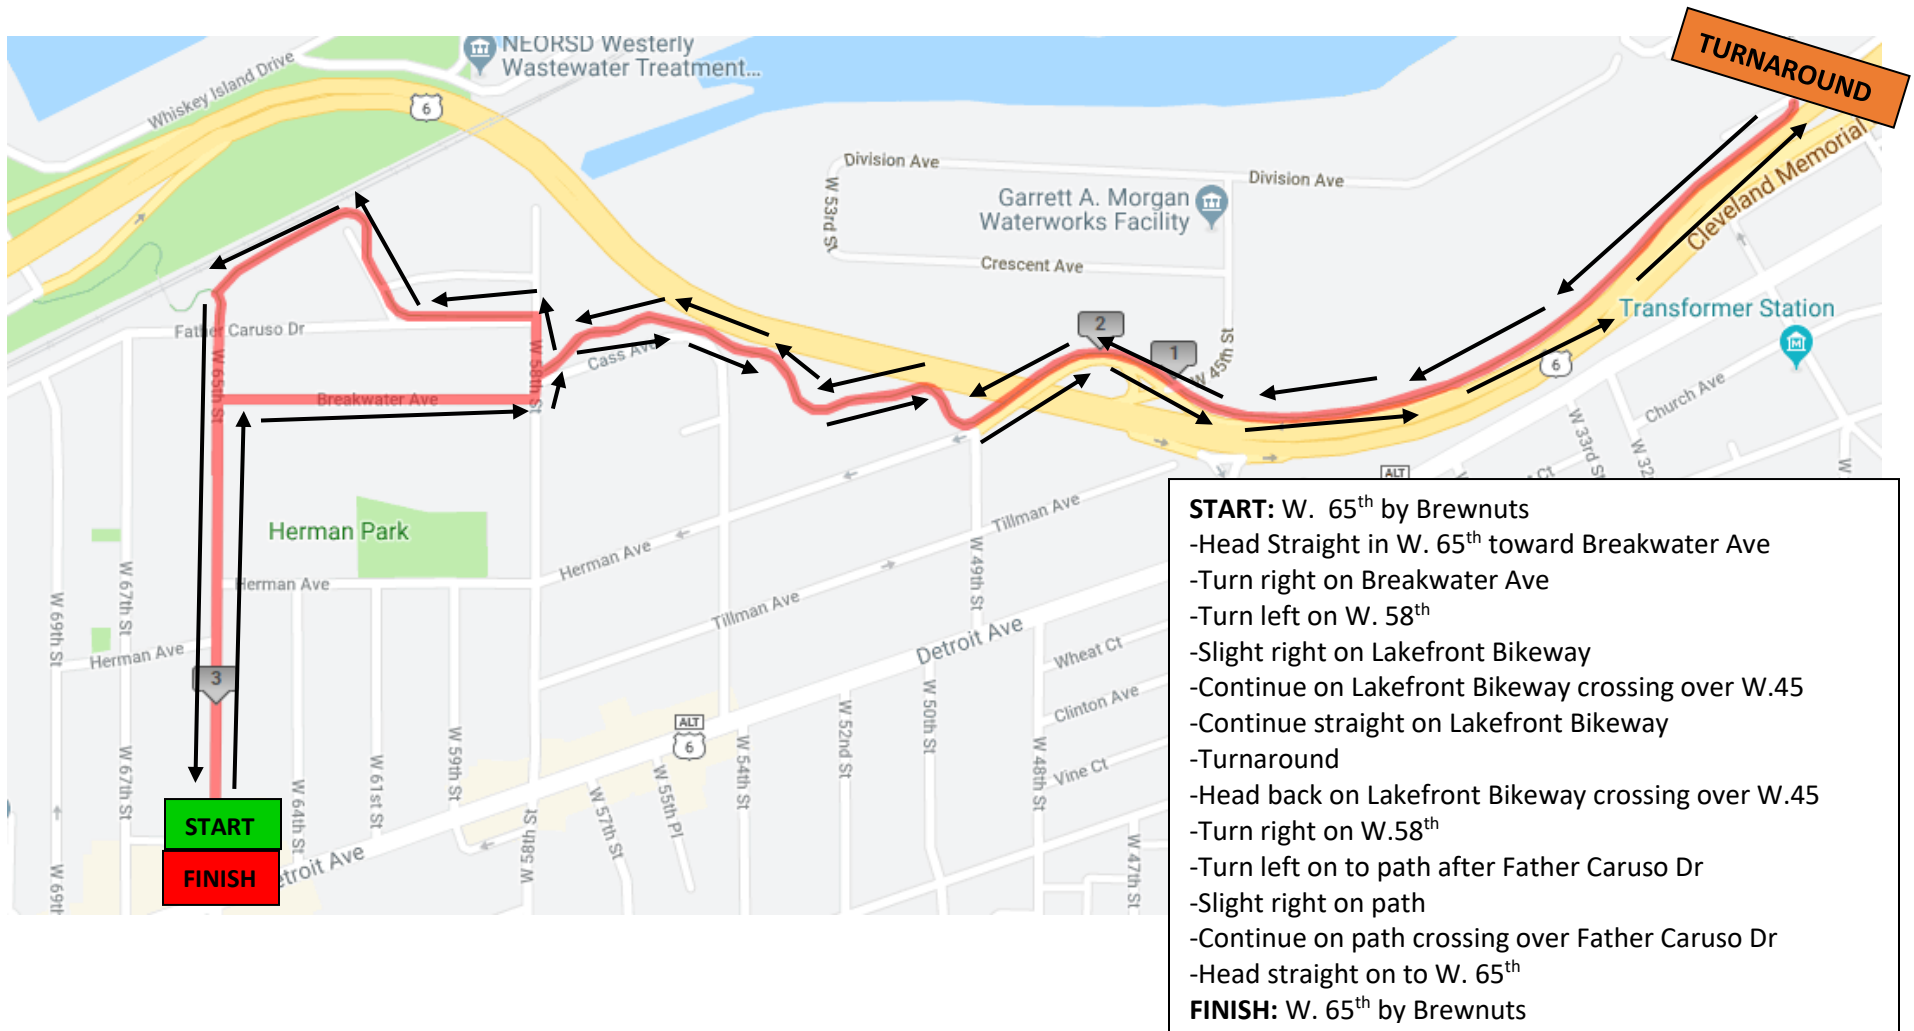 TURNAROUND
NEORSD Westerly
Wastewater Treatment...
Whiskey Island Drive
6
Division Ave
Division Ave
W 53rd St
Garrett A. Morgan
Waterworks Facility
Crescent Ave
Cleveland Memorial
Transformer Station
Father Caruso Dr
W 65th St
W 58th St
Cass Ave
Breakwater Ave
2
1
W 45th St
6
Church Ave
W 33rd St
W 32
W
Ct
ALT
Herman Park
Herman Ave
Herman Ave
Herman Ave
Tillman Ave
Tillman Ave
W 49th St
W 69th St
W 67th St
3
Detroit Ave
Wheat Ct
Clinton Ave
Vine Ct
ALT
6
W 67th St
W 64th St
W 61st St
W 59th St
W 58th St
W 57th St
W 55th Pl
W 54th St
W 52nd St
W 50th St
W 48th St
W 47th St
W 69th
etroit Ave
START
FINISH
START: W. 65th by Brewnuts
-Head Straight in W. 65th toward Breakwater Ave
-Turn right on Breakwater Ave
-Turn left on W. 58th
-Slight right on Lakefront Bikeway
-Continue on Lakefront Bikeway crossing over W.45
-Continue straight on Lakefront Bikeway
-Turnaround
-Head back on Lakefront Bikeway crossing over W.45
-Turn right on W.58th
-Turn left on to path after Father Caruso Dr
-Slight right on path
-Continue on path crossing over Father Caruso Dr
-Head straight on to W. 65th
FINISH: W. 65th by Brewnuts